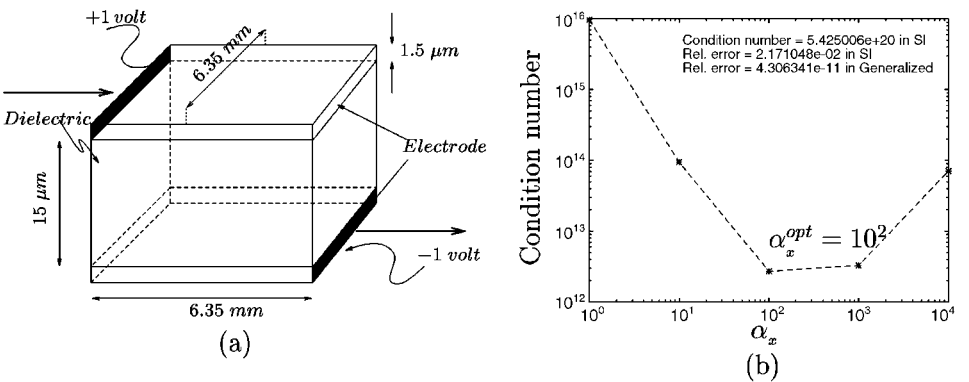 +1 volt
6.35 mm
1.5 μm
Dielectric
Electrode
15 μm
−1 volt
6.35 mm
(a)
Condition number
10^16
10^15
10^14
10^13
10^12
Condition number = 5.425006e+20 in SI
Rel. error = 2.171048e-02 in SI
Rel. error = 4.306341e-11 in Generalized
α_x^opt = 10^2
10^0
10^1
10^2
10^3
10^4
α_x
(b)